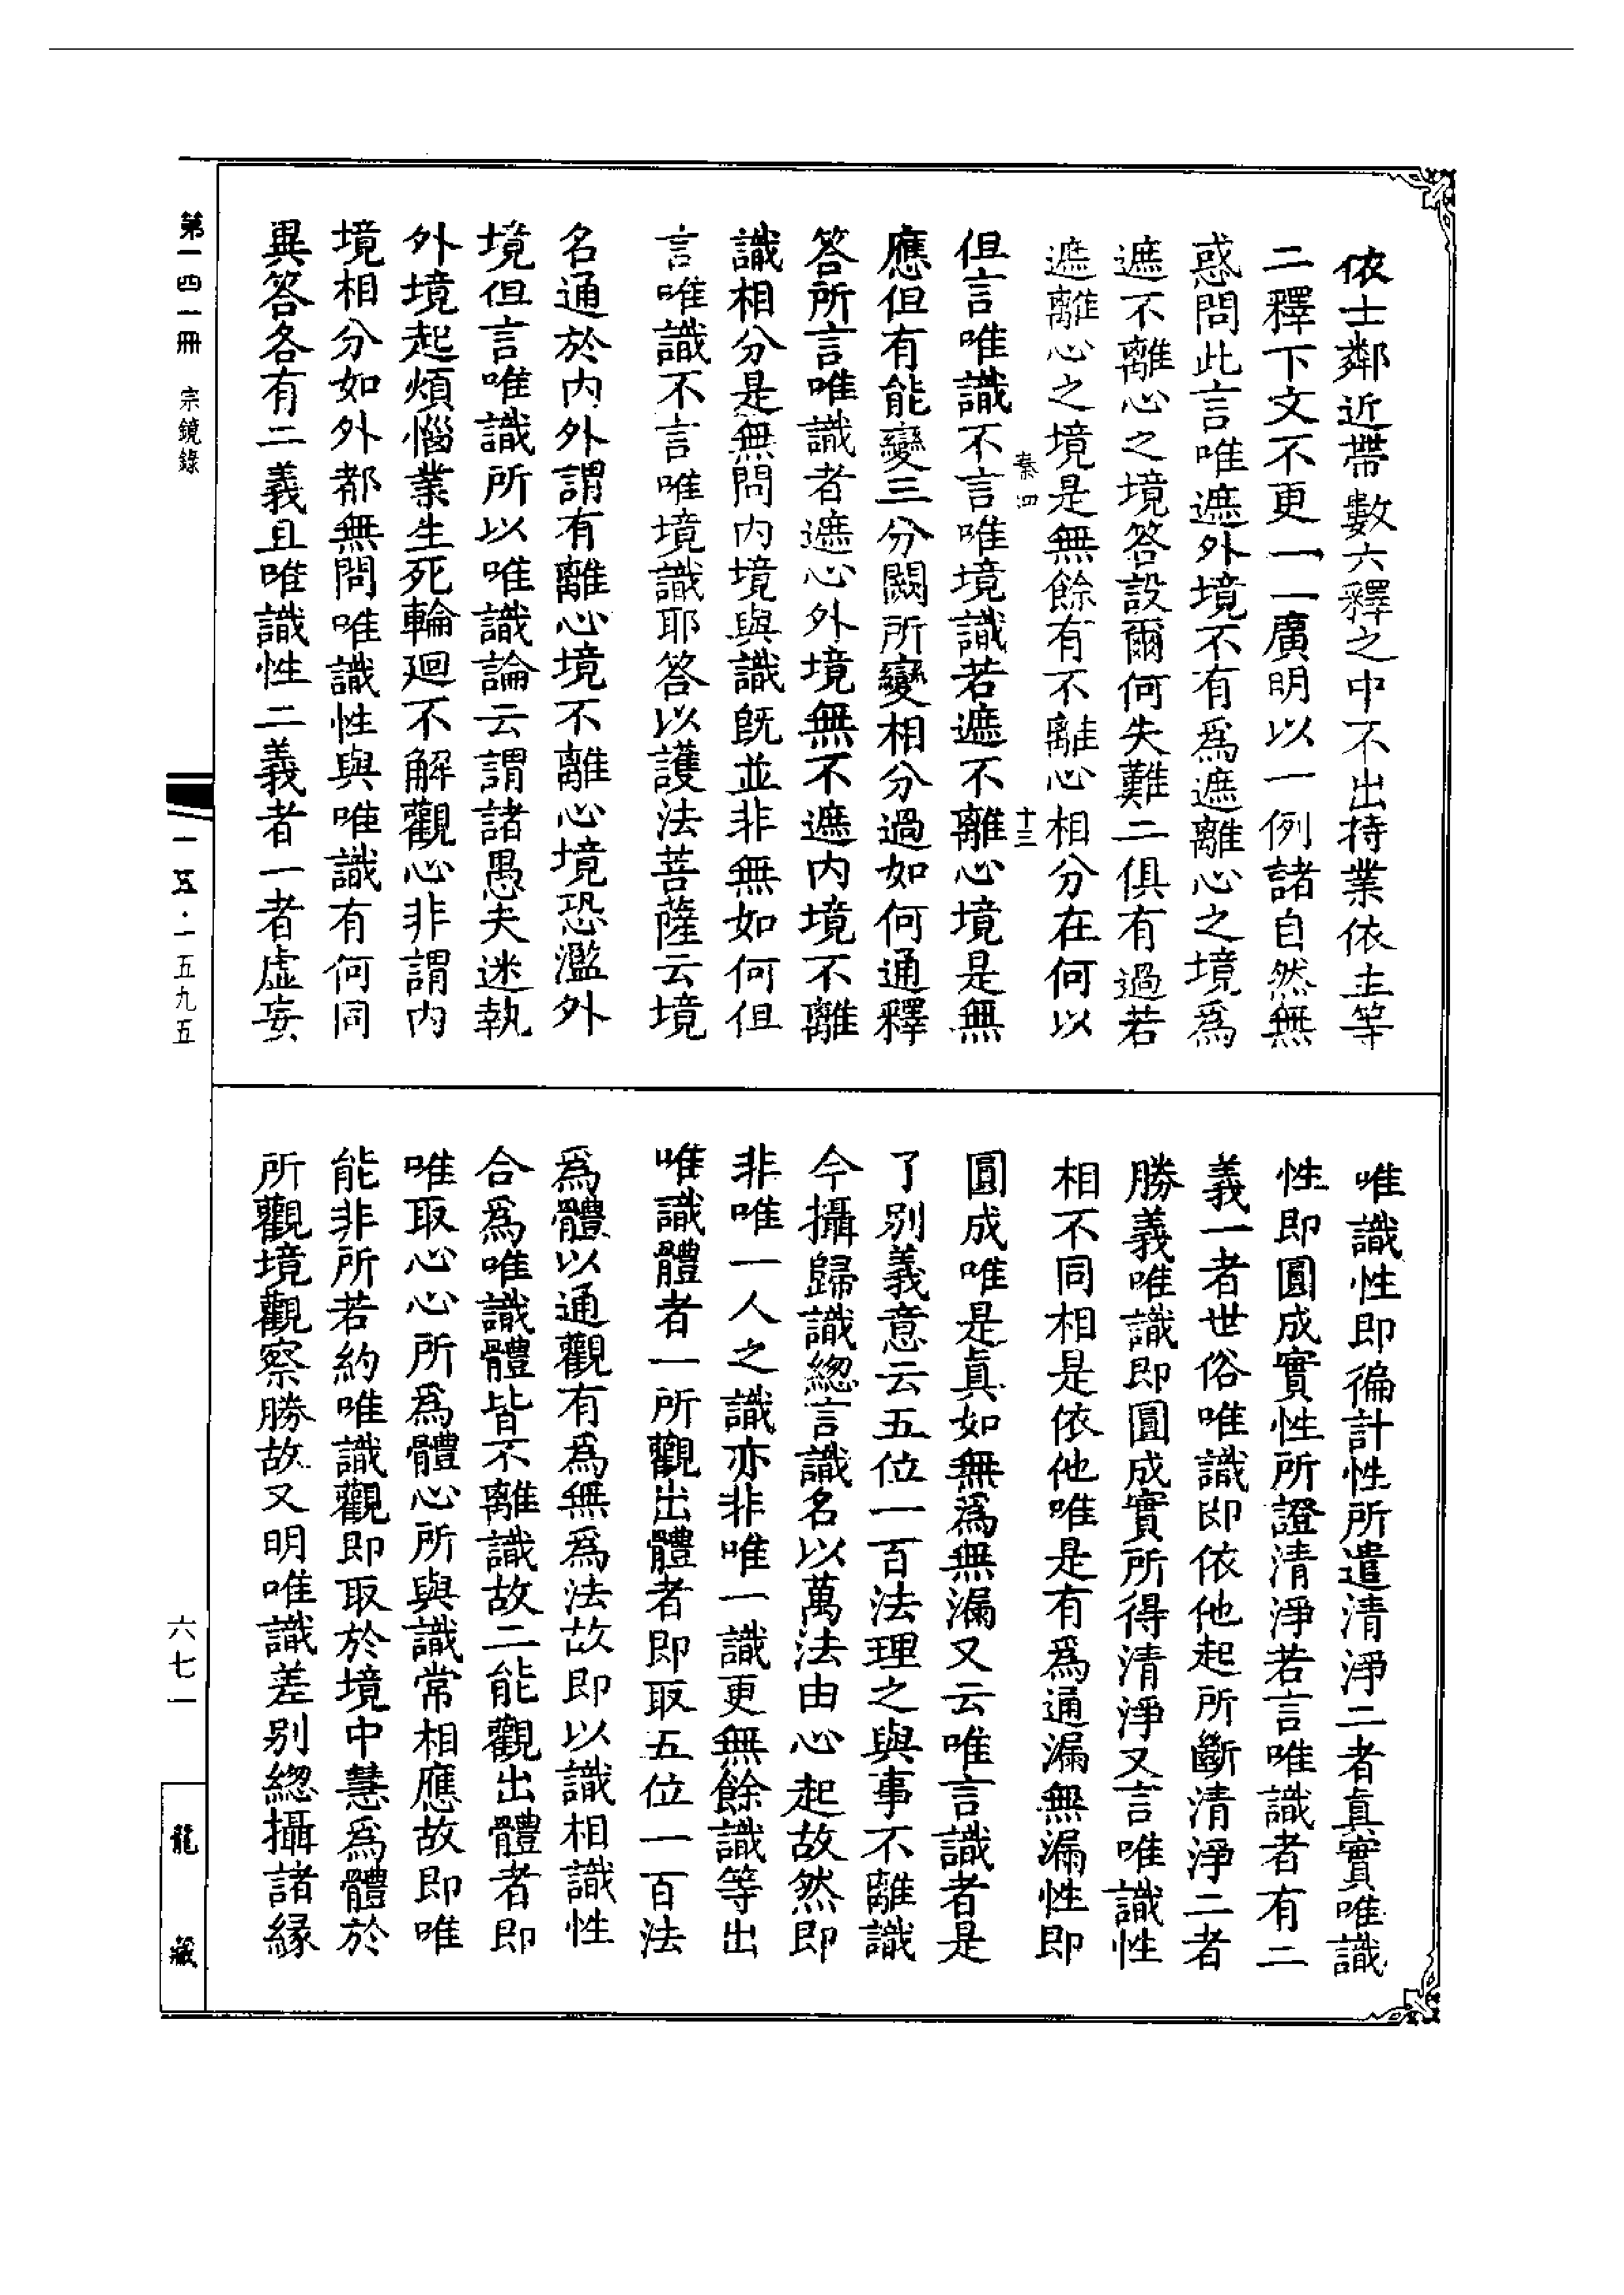 依士鄰近帶數六釋之中不出持業依主等
二釋下文不更一一廣明以一例諸自然無
惑問此言唯遮外境不有爲遮離心之境爲
遮不離心之境答設爾何失難二俱有過若
遮離心之境是無餘有不離心相分在何以
秦四
十三
但言唯識不言唯境識若遮不離心境是無
應但有能變三分闕所變相分過如何通釋
答所言唯識者遮心外境無不遮内境不離
識相分是無問内境與識旣並非無如何但
言唯識不言唯境識耶答以護法菩薩云境
名通於内外謂有離心境不離心境恐濫外
境但言唯識所以唯識論云謂諸愚夫迷執
外境起煩惱業生死輪廻不解觀心非謂内
境相分如外都無問唯識性與唯識有何同
異答各有二義且唯識性二義者一者虛妄
唯識性即徧計性所遣清淨二者真實唯識
性即圓成實性所證清淨若言唯識者有二
義一者世俗唯識即依他起所斷清淨二者
勝義唯識即圓成實所得清淨又言唯識性
相不同相是依他唯是有爲通漏無漏性即
圓成唯是眞如無爲無漏又云唯言識者是
了別義意云五位一百法理之與事不離識
今攝歸識緫言識名以萬法由心起故然即
非唯一人之識亦非唯一識更無餘識等出
唯識體者一所觀出體者即取五位一百法
爲體以通觀有爲無爲法故即以識相識性
合爲唯識體皆不離識故二能觀出體者即
唯取心心所爲體心所與識常相應故即唯
能非所若約唯識觀即取於境中慧爲體於
所觀境觀察勝故又明唯識差別緫攝諸緣
第一四一冊 宗鏡錄
一五·一五九五
六七一
龍藏